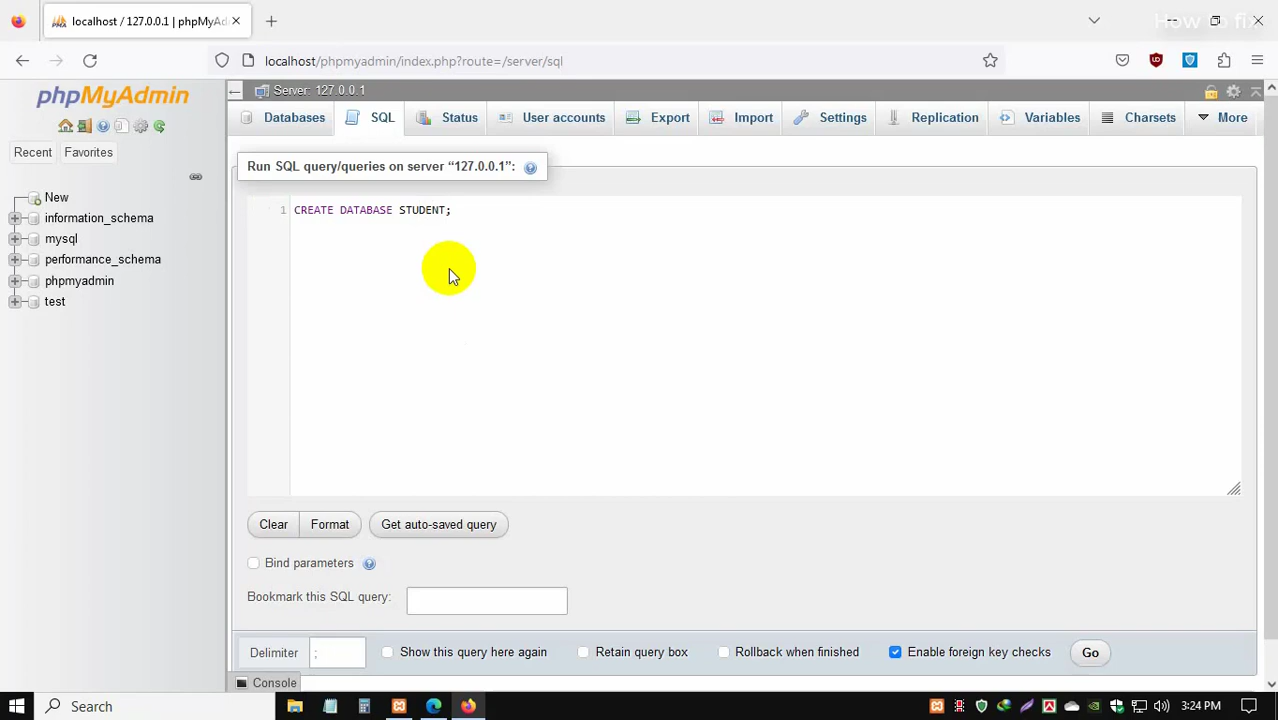 localhost / 127.0.0.1 | phpMyAd
How to fix
localhost/phpmyadmin/index.php?route=/server/sql
phpMyAdmin
Server: 127.0.0.1
Databases
SQL
Status
User accounts
Export
Import
Settings
Replication
Variables
Charsets
More
Recent
Favorites
Run SQL query/queries on server “127.0.0.1”:
New
information_schema
mysql
performance_schema
phpmyadmin
test
1 CREATE DATABASE STUDENT;
Clear
Format
Get auto-saved query
Bind parameters
Bookmark this SQL query:
Delimiter
;
Show this query here again
Retain query box
Rollback when finished
Enable foreign key checks
Go
Console
Search
3:24 PM